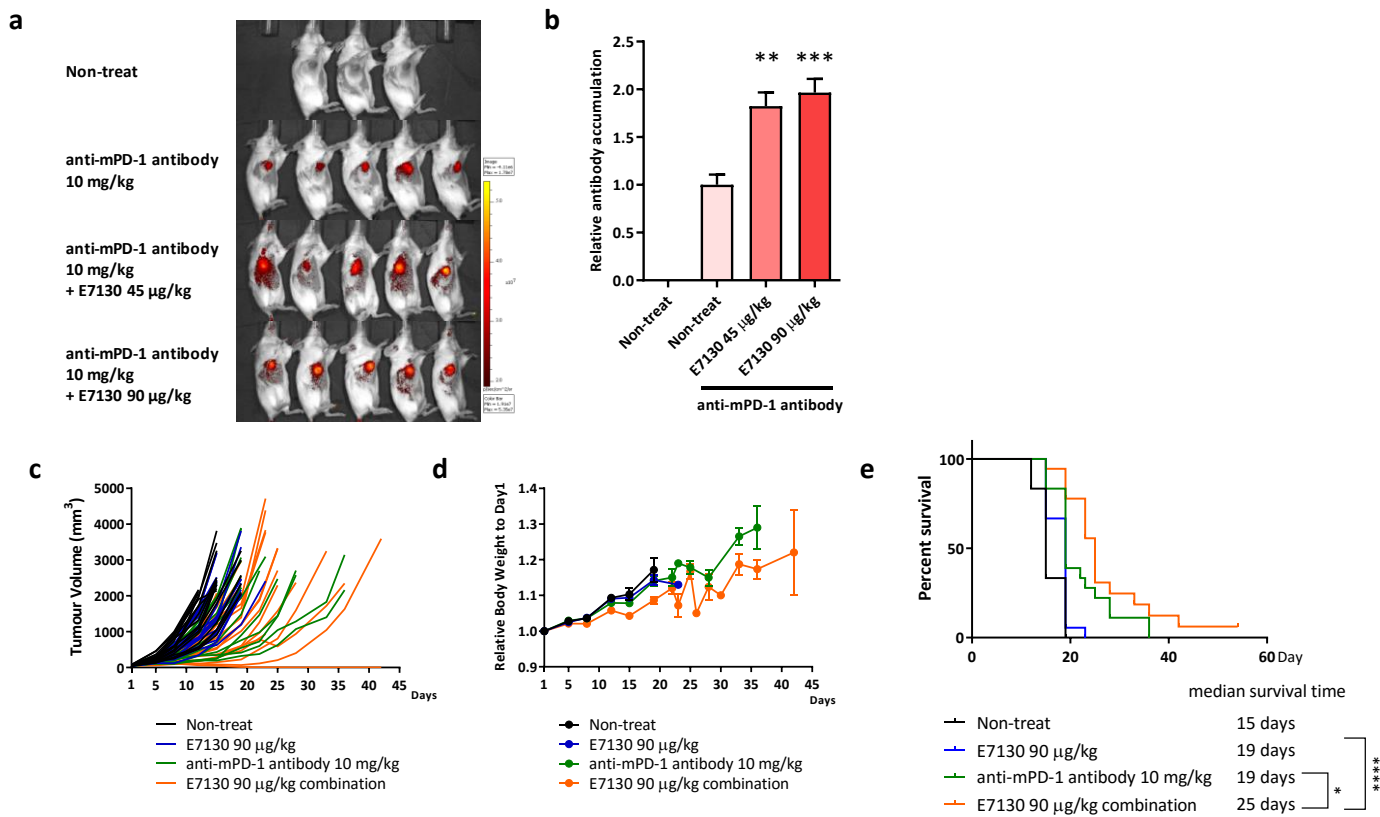 a
Non-treat
anti-mPD-1 antibody
10 mg/kg
anti-mPD-1 antibody
10 mg/kg
+ E7130 45 μg/kg
anti-mPD-1 antibody
10 mg/kg
+ E7130 90 μg/kg
Image
5.0
4.0
3.0
2.0
b
Relative antibody accumulation
2.5
2.0
1.5
1.0
0.5
0.0
**
***
Non-treat
Non-treat
E7130 45 μg/kg
E7130 90 μg/kg
anti-mPD-1 antibody
c
Tumour Volume (mm³)
5000
4000
3000
2000
1000
0
1 5 10 15 20 25 30 35 40 45
Days
Non-treat
E7130 90 μg/kg
anti-mPD-1 antibody 10 mg/kg
E7130 90 μg/kg combination
d
Relative Body Weight to Day1
1.4
1.3
1.2
1.1
1.0
0.9
1 5 10 15 20 25 30 35 40 45
Days
Non-treat
E7130 90 μg/kg
anti-mPD-1 antibody 10 mg/kg
E7130 90 μg/kg combination
e
Percent survival
100
50
0
0 20 40 60 Day
median survival time
Non-treat 15 days
E7130 90 μg/kg 19 days
anti-mPD-1 antibody 10 mg/kg 19 days
E7130 90 μg/kg combination 25 days
*
****